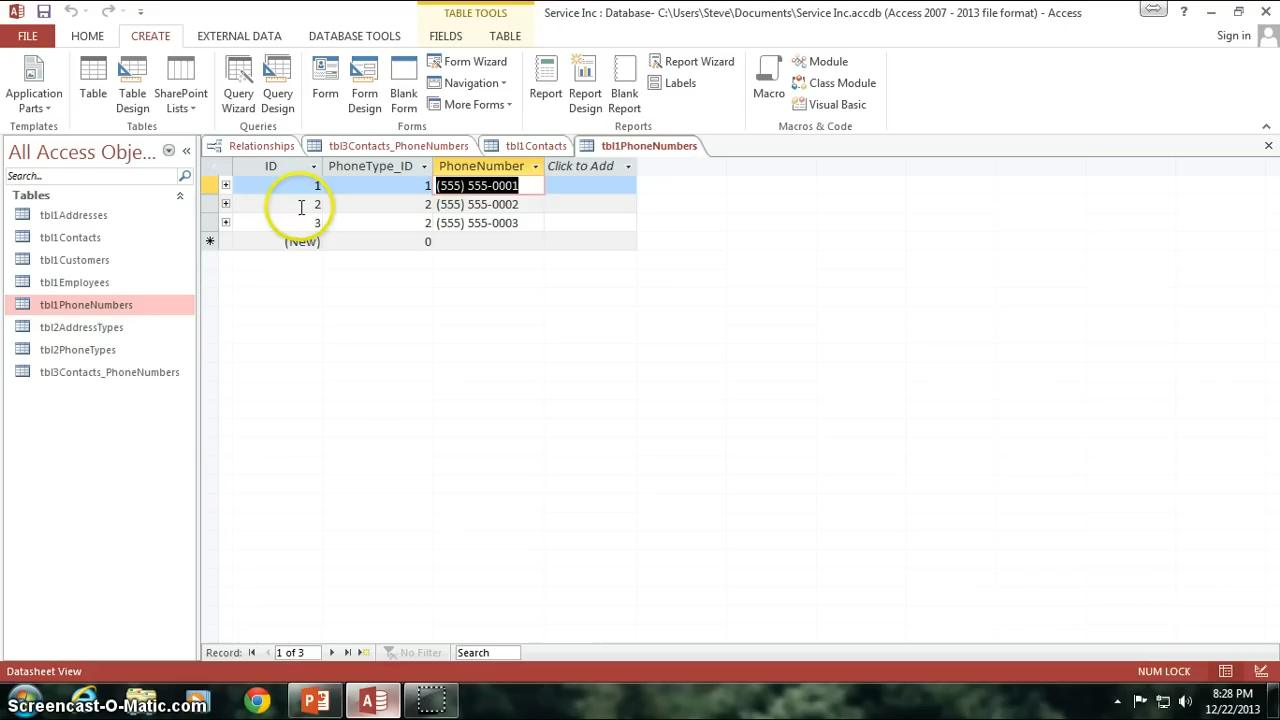 TABLE TOOLS
Service Inc : Database- C:\Users\Steve\Documents\Service Inc.accdb (Access 2007 - 2013 file format) - Access
FILE HOME CREATE EXTERNAL DATA DATABASE TOOLS FIELDS TABLE Sign in
Application Parts
Table
Table Design
SharePoint Lists
Query Wizard
Query Design
Form
Form Design
Blank Form
Form Wizard
Navigation
More Forms
Report
Report Design
Blank Report
Report Wizard
Labels
Macro
Module
Class Module
Visual Basic
Templates Tables Queries Forms Reports Macros & Code
All Access Obje...
Search...
Tables
tbl1Addresses
tbl1Contacts
tbl1Customers
tbl1Employees
tbl1PhoneNumbers
tbl2AddressTypes
tbl2PhoneTypes
tbl3Contacts_PhoneNumbers
Relationships tbl3Contacts_PhoneNumbers tbl1Contacts tbl1PhoneNumbers
ID PhoneType_ID PhoneNumber Click to Add
1 1 (555) 555-0001
2 2 (555) 555-0002
3 2 (555) 555-0003
(New) 0
Record: 1 of 3 No Filter Search
Datasheet View NUM LOCK
Screencast-O-Matic.com
8:28 PM
12/22/2013